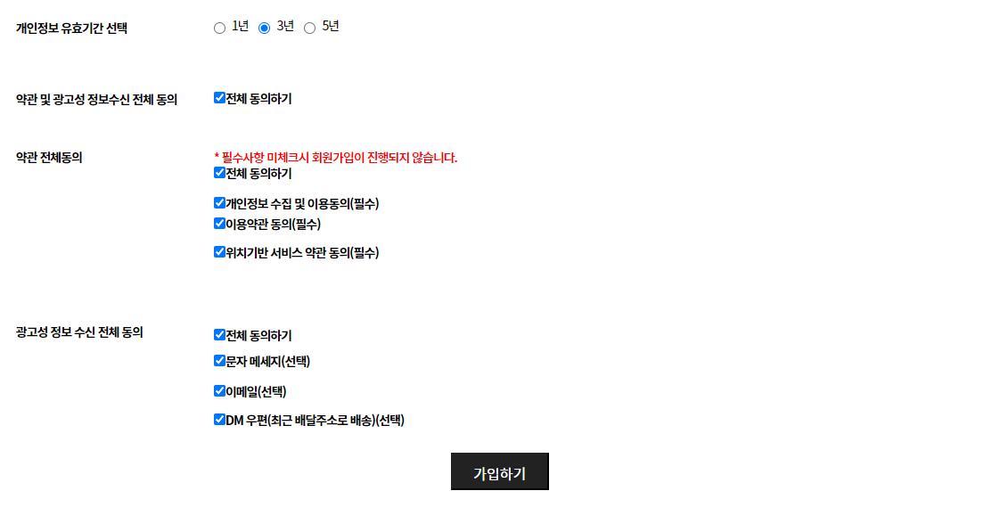 개인정보 유효기간 선택 1년 3년 5년
약관 및 광고성 정보수신 전체 동의 전체 동의하기
약관 전체동의 * 필수사항 미체크시 회원가입이 진행되지 않습니다.
전체 동의하기
개인정보 수집 및 이용동의(필수)
이용약관 동의(필수)
위치기반 서비스 약관 동의(필수)
광고성 정보 수신 전체 동의 전체 동의하기
문자 메세지(선택)
이메일(선택)
DM 우편(최근 배달주소로 배송)(선택)
가입하기